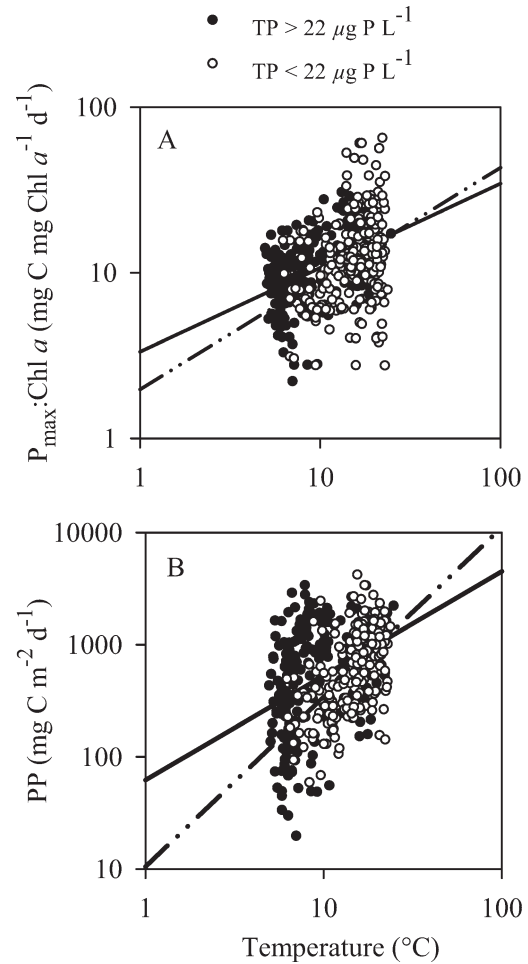 TP > 22 µg P L⁻¹
TP < 22 µg P L⁻¹
100
A
10
1
P_max:Chl a (mg C mg Chl a⁻¹ d⁻¹)
1 10 100
10000
B
1000
100
10
PP (mg C m⁻² d⁻¹)
1 10 100
Temperature (°C)